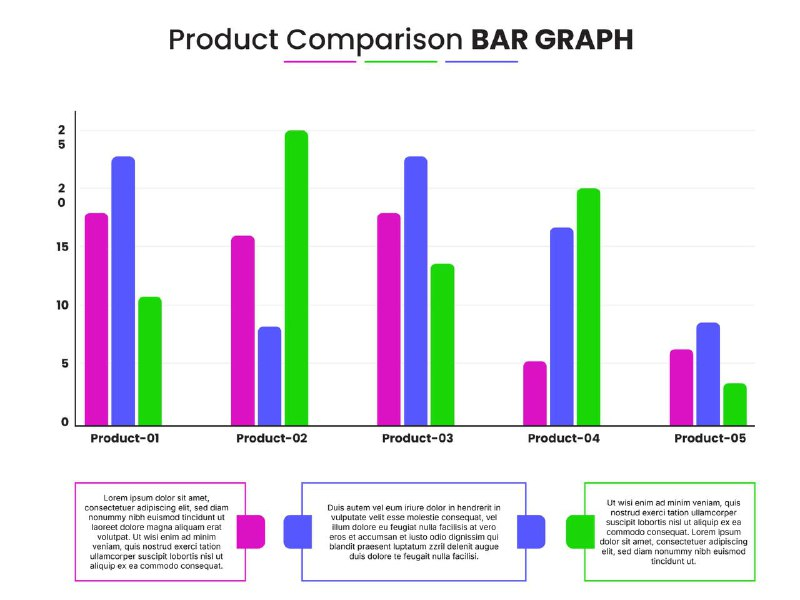 Product Comparison BAR GRAPH
2
5
2
0
15
10
5
0
Product-01 Product-02 Product-03 Product-04 Product-05
Lorem ipsum dolor sit amet,
consectetuer adipiscing elit, sed diam
nonummy nibh euismod tincidunt ut
laoreet dolore magna aliquam erat
volutpat. Ut wisi enim ad minim
veniam, quis nostrud exerci tation
ullamcorper suscipit lobortis nisl ut
aliquip ex ea commodo consequat.
Duis autem vel eum iriure dolor in hendrerit in
vulputate velit esse molestie consequat, vel
illum dolore eu feugiat nulla facilisis at vero
eros et accumsan et iusto odio dignissim qui
blandit praesent luptatum zzril delenit augue
duis dolore te feugait nulla facilisi.
Ut wisi enim ad minim veniam, quis
nostrud exerci tation ullamcorper
suscipit lobortis nisl ut aliquip ex ea
commodo consequat. Lorem ipsum
dolor sit amet, consectetuer adipiscing
elit, sed diam nonummy nibh euismod
tincidunt ut.